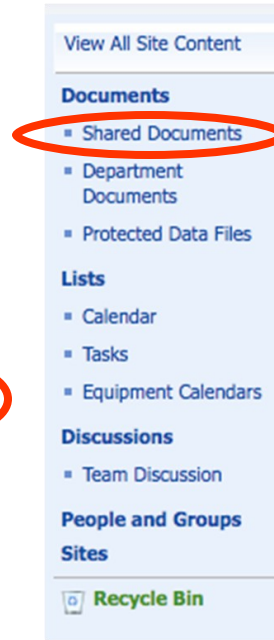 View All Site Content
Documents
Shared Documents
Department
Documents
Protected Data Files
Lists
Calendar
Tasks
Equipment Calendars
Discussions
Team Discussion
People and Groups
Sites
Recycle Bin